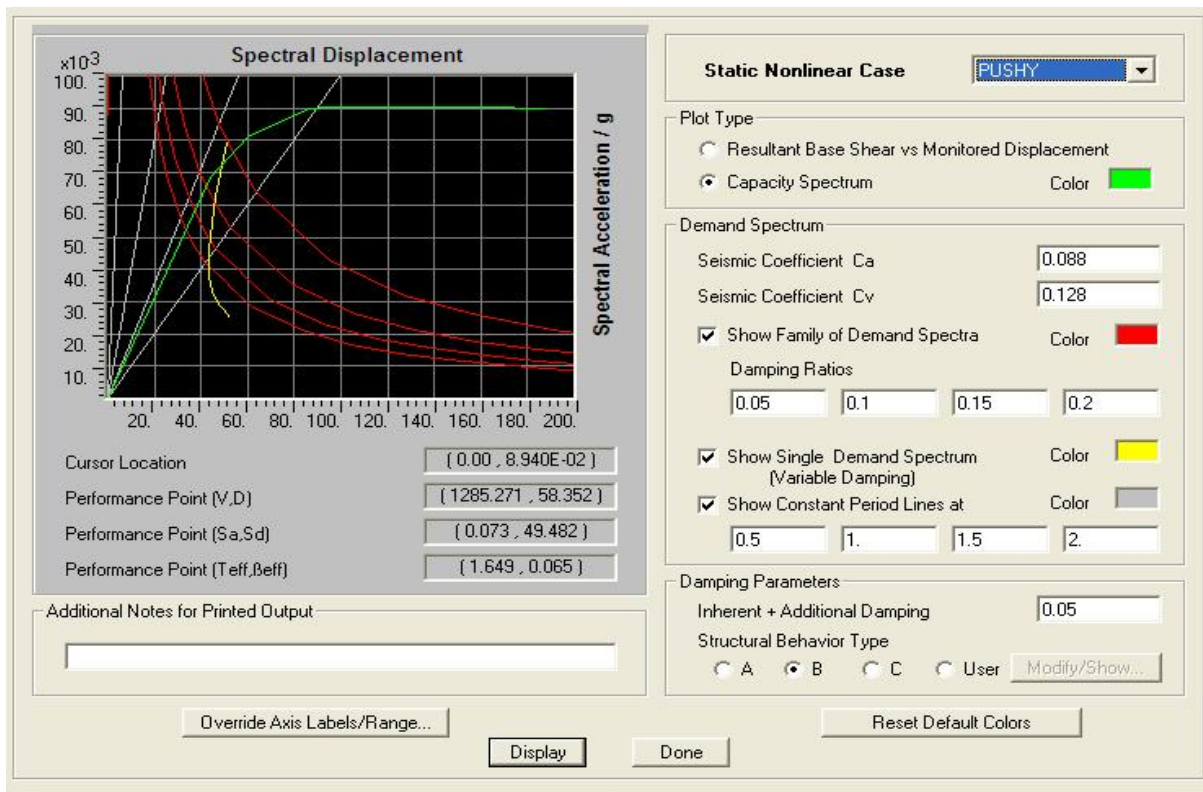 Spectral Displacement
x10-3
100.
90.
80.
70.
60.
50.
40.
30.
20.
10.
20. 40. 60. 80. 100. 120. 140. 160. 180. 200.
Spectral Acceleration / g
Cursor Location ( 0.00 , 8.940E-02 )
Performance Point (V,D) ( 1285.271 , 58.352 )
Performance Point (Sa,Sd) ( 0.073 , 49.482 )
Performance Point (Teff,βeff) ( 1.649 , 0.065 )
Additional Notes for Printed Output
Override Axis Labels/Range...
Static Nonlinear Case PUSHY
Plot Type
Resultant Base Shear vs Monitored Displacement
Capacity Spectrum Color
Demand Spectrum
Seismic Coefficient Ca 0.088
Seismic Coefficient Cv 0.128
Show Family of Demand Spectra Color
Damping Ratios
0.05 0.1 0.15 0.2
Show Single Demand Spectrum Color
(Variable Damping)
Show Constant Period Lines at Color
0.5 1. 1.5 2.
Damping Parameters
Inherent + Additional Damping 0.05
Structural Behavior Type
A B C User Modify/Show...
Reset Default Colors
Display Done